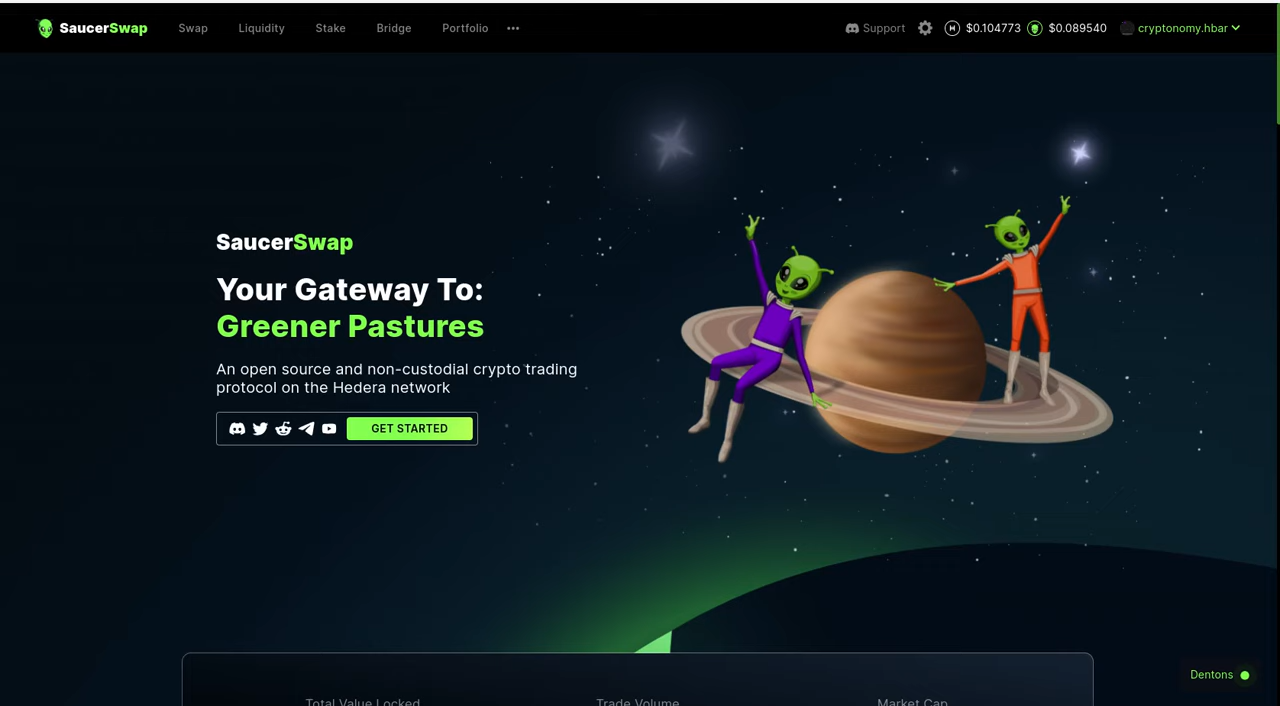 SaucerSwap Swap Liquidity Stake Bridge Portfolio ••• Support H $0.104773 $0.089540 cryptonomy.hbar
SaucerSwap
Your Gateway To:
Greener Pastures
An open source and non-custodial crypto trading
protocol on the Hedera network
GET STARTED
Dentons
Total Value Locked Trade Volume Market Cap